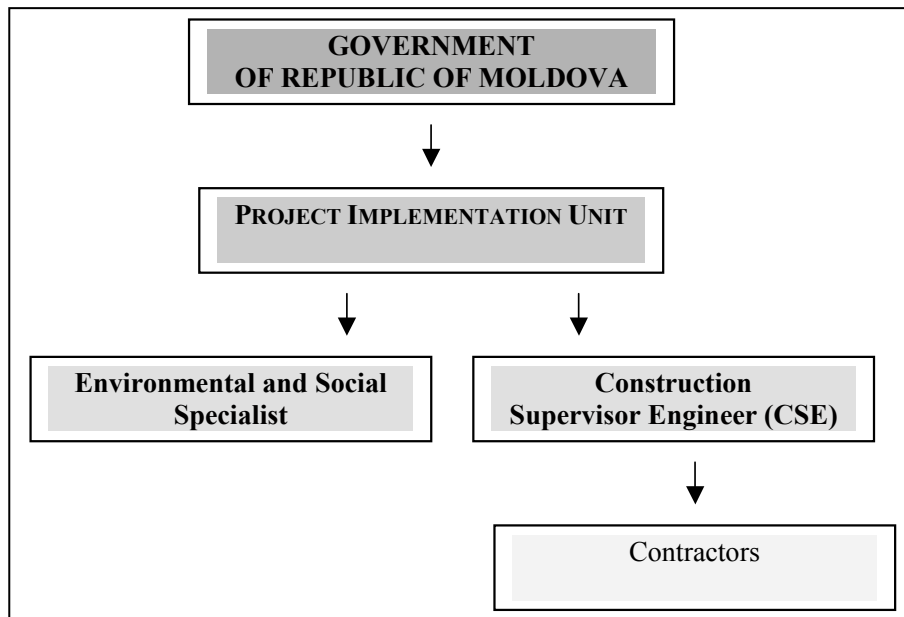 GOVERNMENT
OF REPUBLIC OF MOLDOVA
PROJECT IMPLEMENTATION UNIT
Environmental and Social
Specialist
Construction
Supervisor Engineer (CSE)
Contractors